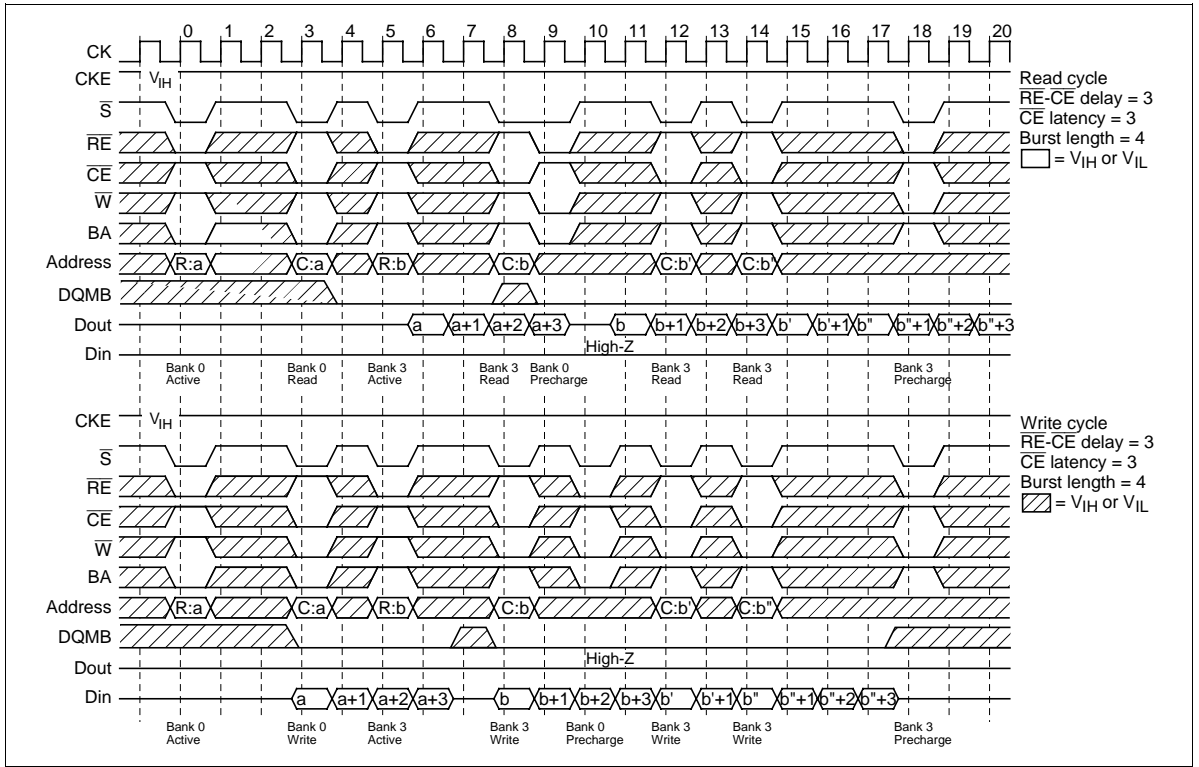 0 1 2 3 4 5 6 7 8 9 10 11 12 13 14 15 16 17 18 19 20
CK
CKE VIH
S
RE
CE
W
BA
Address R:a C:a R:b C:b C:b' C:b"
DQMB
Dout a a+1 a+2 a+3 b b+1 b+2 b+3 b' b'+1 b" b"+1 b"+2 b"+3
High-Z
Din
Bank 0 Bank 0 Bank 3 Bank 3 Bank 0 Bank 3 Bank 3 Bank 3
Active Read Active Read Precharge Read Read Precharge
Read cycle
RE-CE delay = 3
CE latency = 3
Burst length = 4
= VIH or VIL
CKE VIH
S
RE
CE
W
BA
Address R:a C:a R:b C:b C:b' C:b"
DQMB
High-Z
Dout
Din a a+1 a+2 a+3 b b+1 b+2 b+3 b' b'+1 b" b"+1 b"+2 b"+3
Bank 0 Bank 0 Bank 3 Bank 3 Bank 0 Bank 3 Bank 3 Bank 3
Active Write Active Write Precharge Write Write Precharge
Write cycle
RE-CE delay = 3
CE latency = 3
Burst length = 4
= VIH or VIL